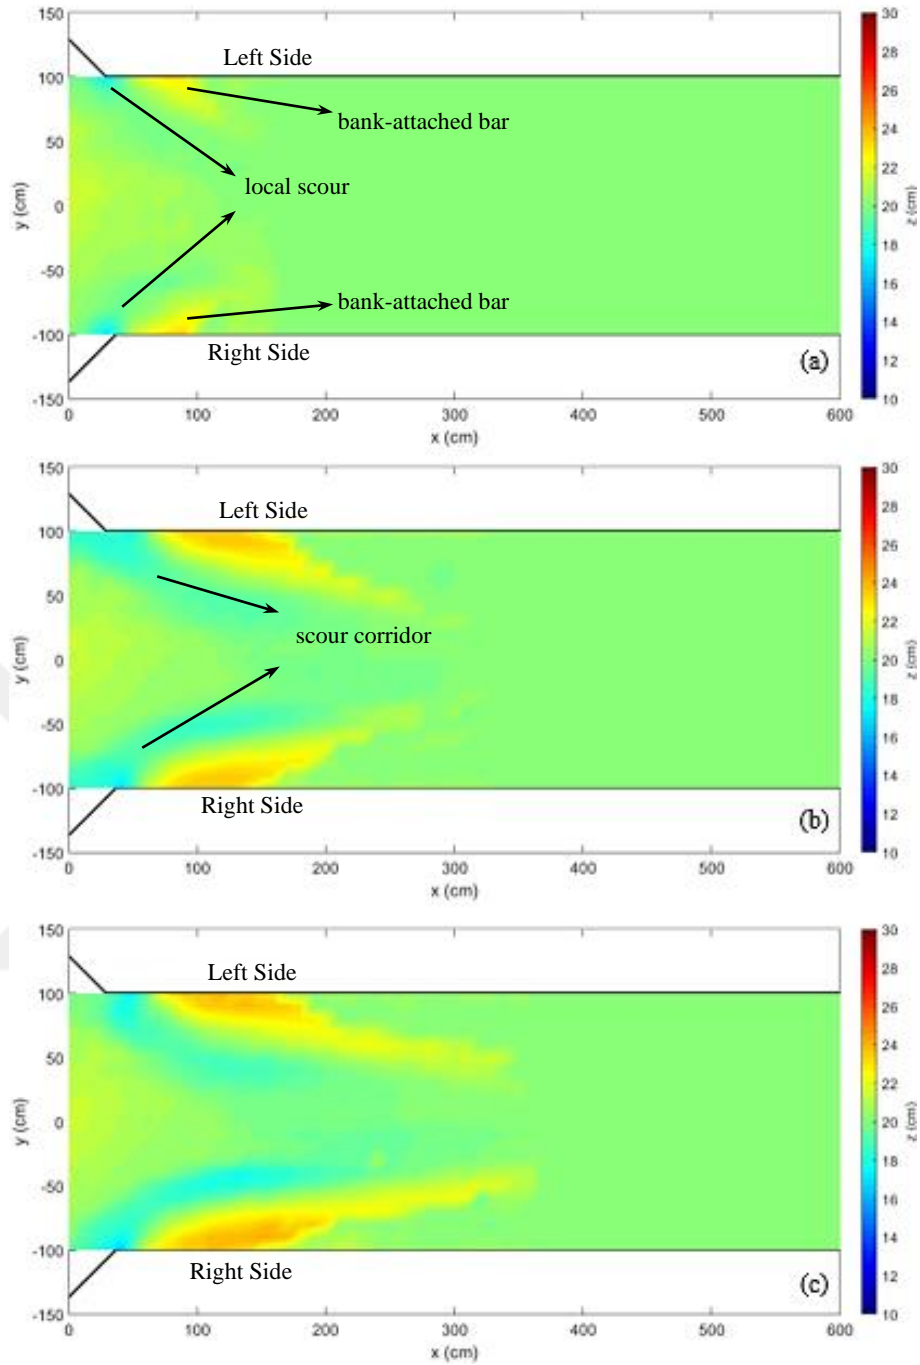 150
100
50
0
-50
-100
-150
y (cm)
Left Side
bank-attached bar
local scour
bank-attached bar
Right Side
(a)
0 100 200 300 400 500 600
x (cm)
30
28
26
24
22
20
18
16
14
12
10
z (cm)
150
100
50
0
-50
-100
-150
y (cm)
Left Side
scour corridor
Right Side
(b)
0 100 200 300 400 500 600
x (cm)
30
28
26
24
22
20
18
16
14
12
10
z (cm)
150
100
50
0
-50
-100
-150
y (cm)
Left Side
Right Side
(c)
0 100 200 300 400 500 600
x (cm)
30
28
26
24
22
20
18
16
14
12
10
z (cm)